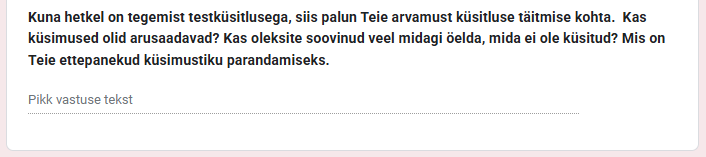 Kuna hetkel on tegemist testküsitlusega, siis palun Teie arvamust küsitluse täitmise kohta.  Kas
küsimused olid arusaadavad? Kas oleksite soovinud veel midagi öelda, mida ei ole küsitud? Mis on
Teie ettepanekud küsimustiku parandamiseks.
Pikk vastuse tekst